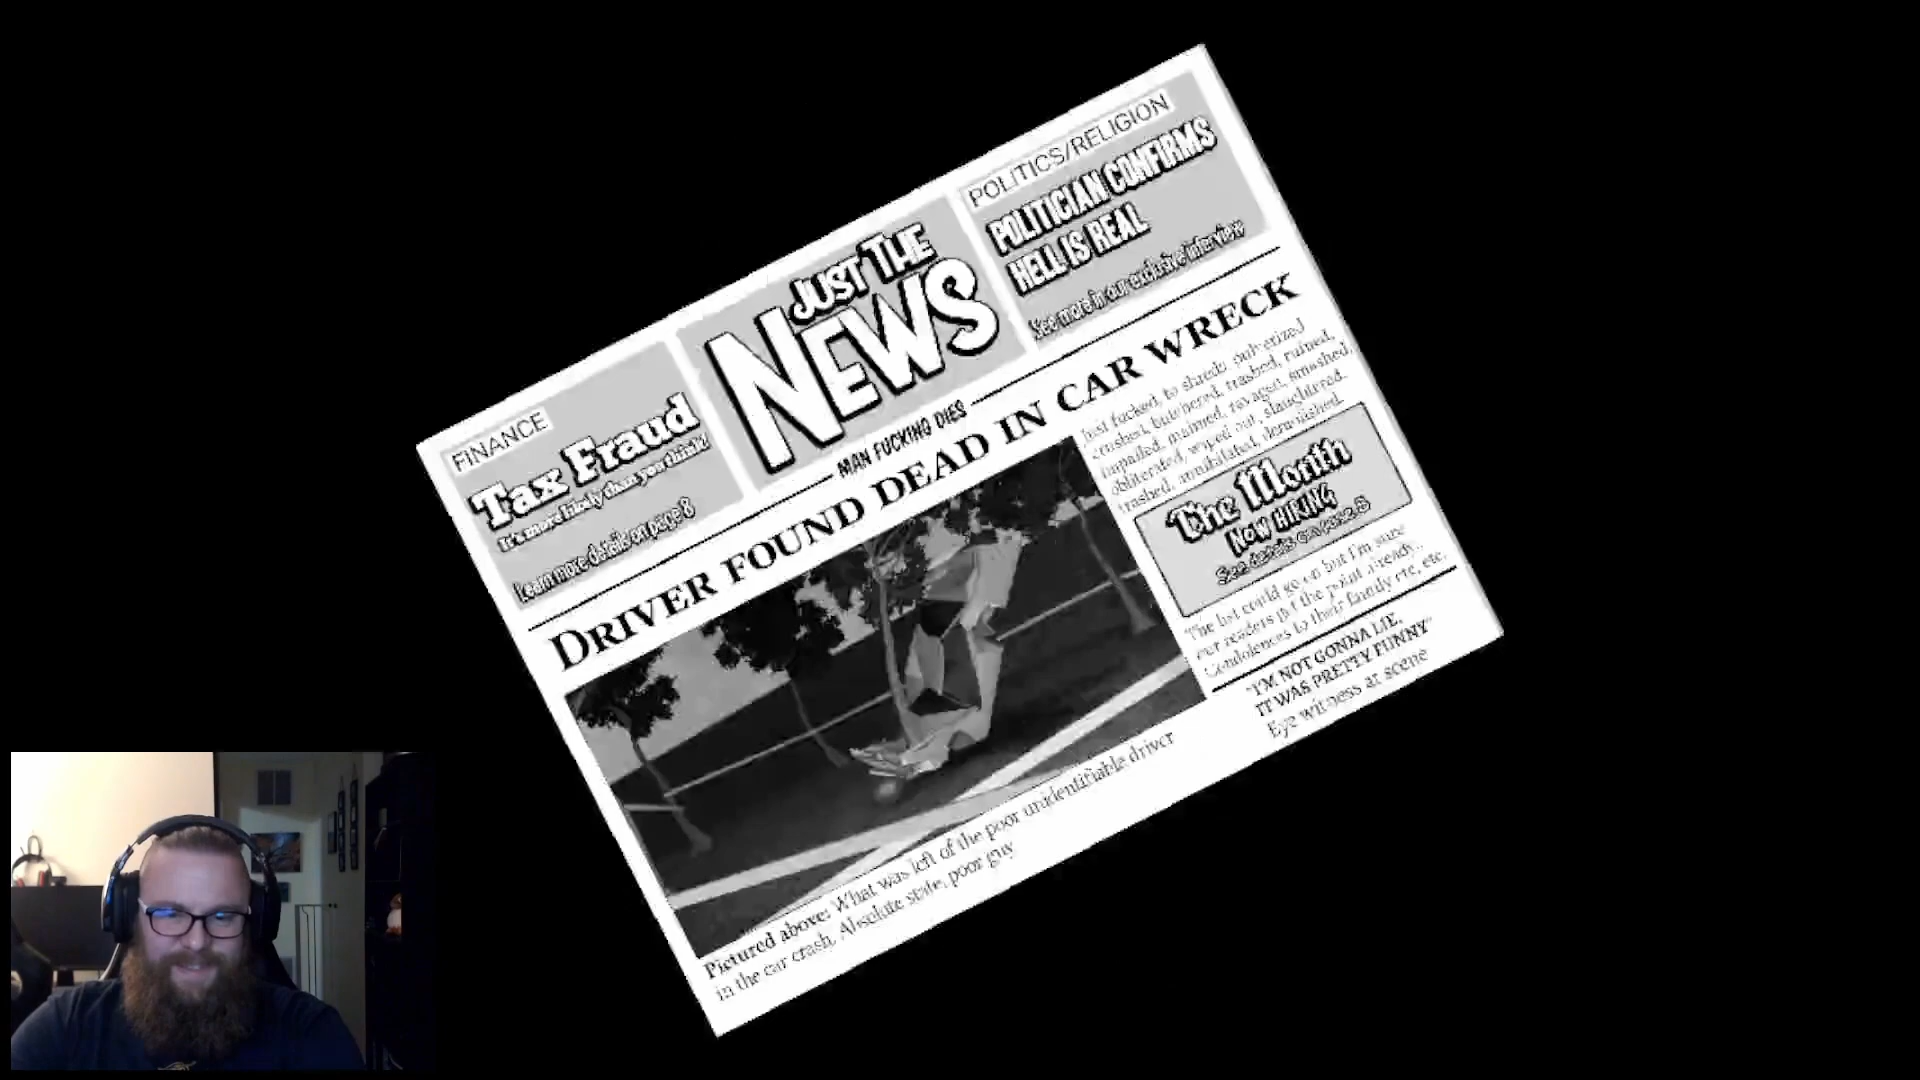 FINANCE
Tax Fraud
It's more likely than you think!
Learn more details on page 8
JUST THE
NEWS
POLITICS/RELIGION
POLITICIAN CONFIRMS
HELL IS REAL
See more in our exclusive interview
MAN FUCKING DIES
DRIVER FOUND DEAD IN CAR WRECK
Just fucked, to shreds pulverized
crushed, butchered, trashed, ruined,
impailed, maimed, ravaged, smashed,
obliterated, wiped out, slaughtered,
trashed, annihilated, demolished.
The Month
NOW HIRING
See details on page 8
"The list could go on but I'm sure
our readers get the point already...
Condolences to their family etc, etc.
"I'M NOT GONNA LIE,
IT WAS PRETTY FUNNY"
Eye witness at scene
Pictured above: What was left of the poor unidentifiable driver
in the car crash. Absolute state, poor guy